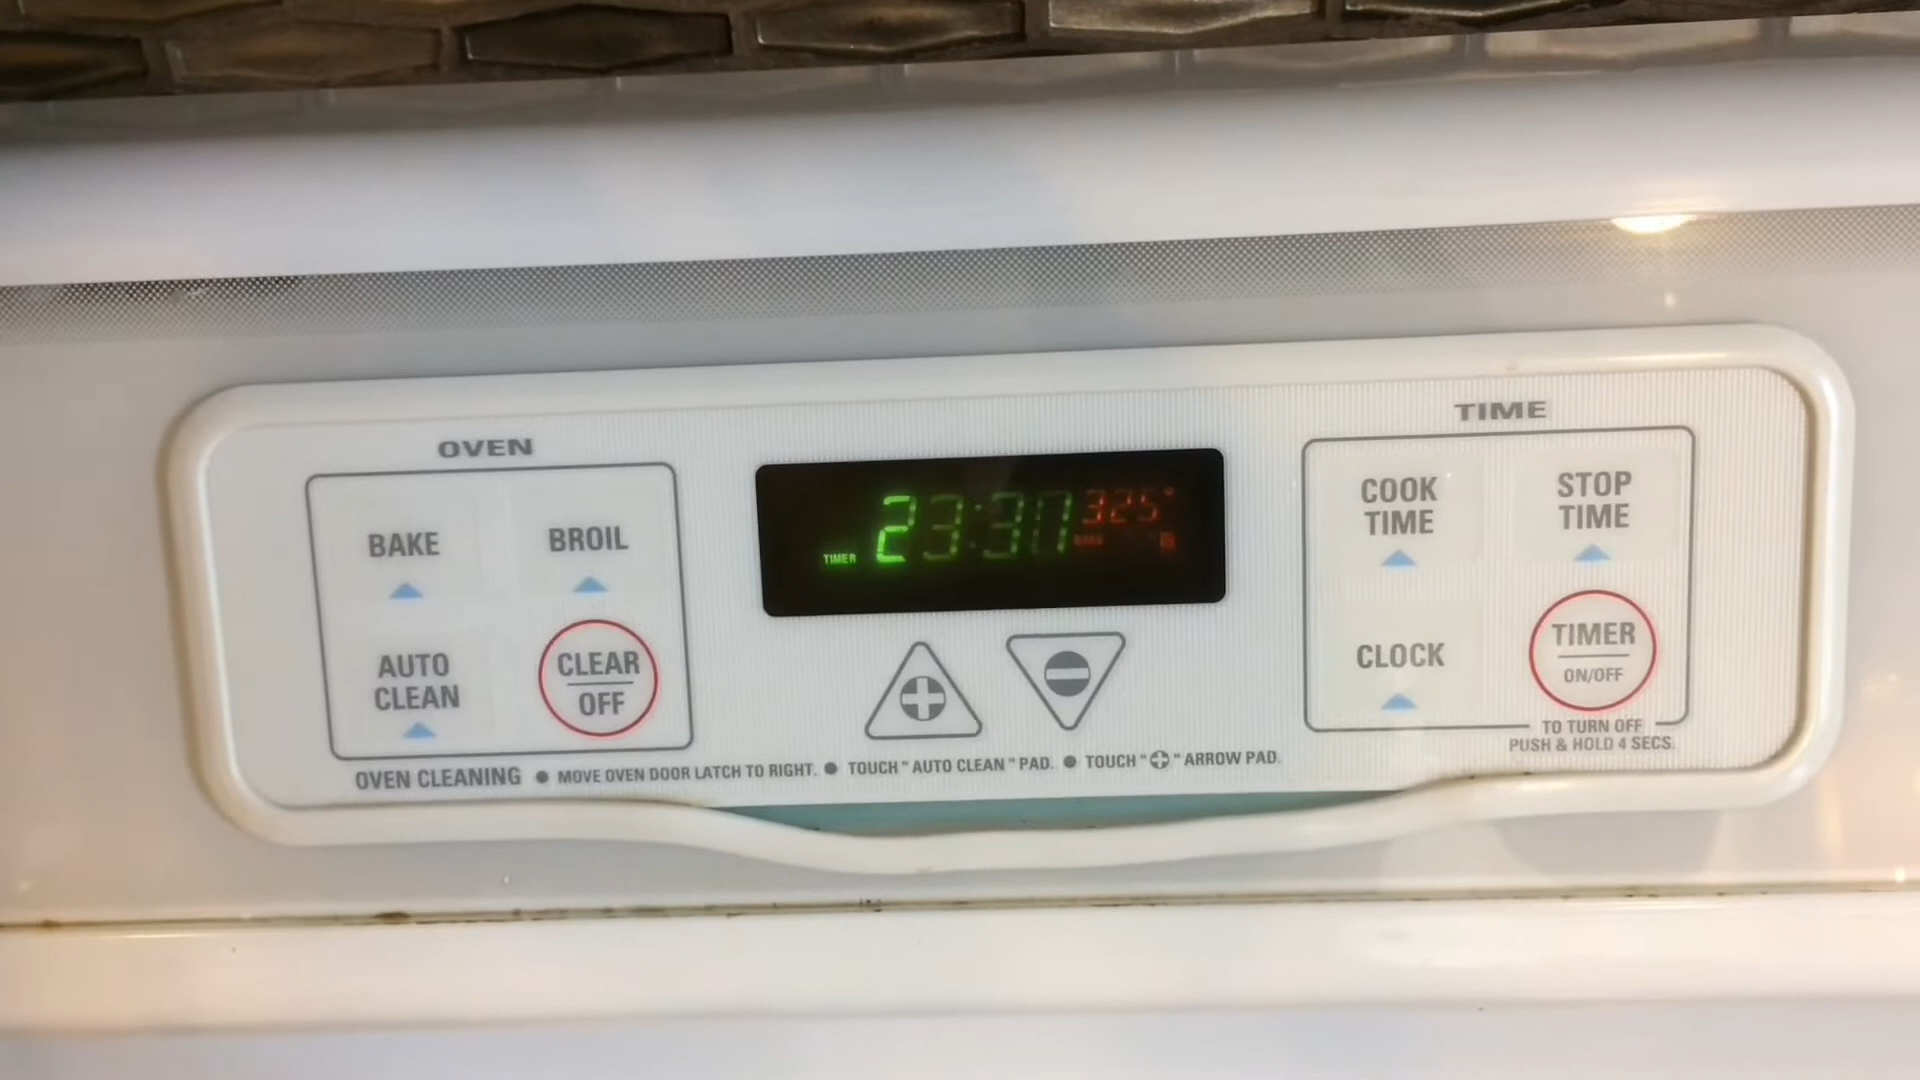 OVEN
TIME
BAKE
BROIL
AUTO
CLEAN
CLEAR
OFF
TIMER
325°
BAKE
COOK
TIME
STOP
TIME
CLOCK
TIMER
ON/OFF
TO TURN OFF
PUSH & HOLD 4 SECS.
OVEN CLEANING ● MOVE OVEN DOOR LATCH TO RIGHT. ● TOUCH "AUTO CLEAN" PAD. ● TOUCH "⊕" ARROW PAD.